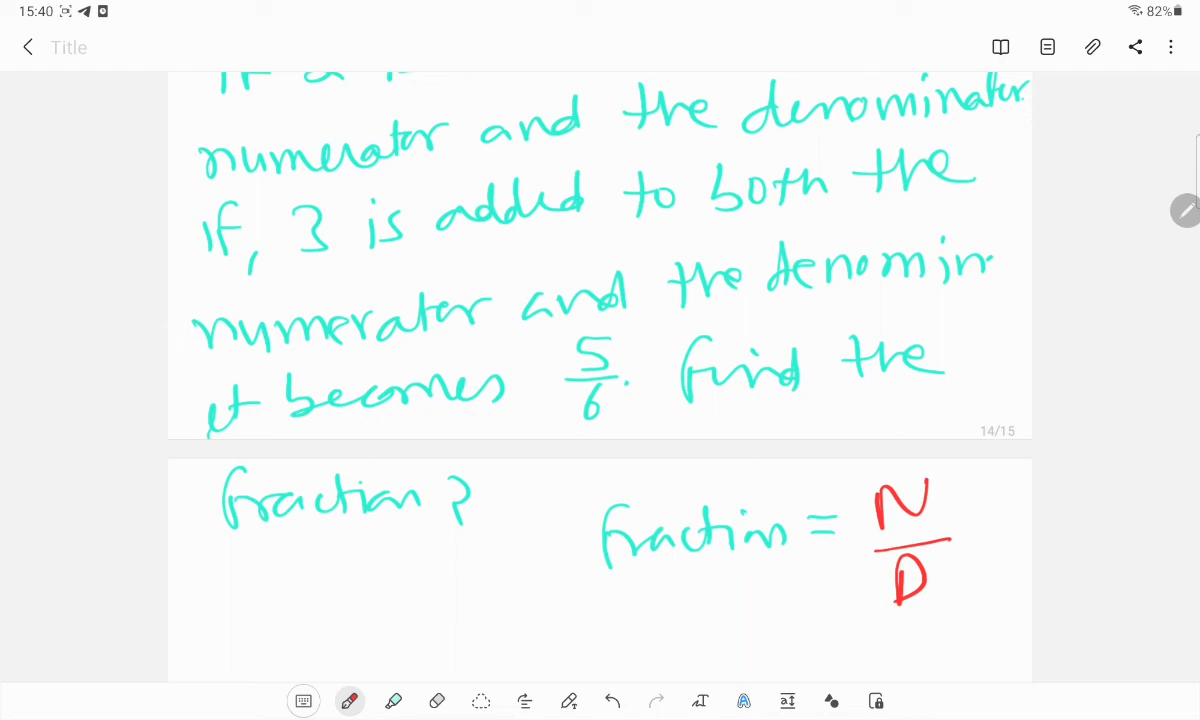 15:40
82%
Title
If a
numerator and the denominator
if, 3 is added to both the
numerator and the denomin
it becomes 5/6. find the
14/15
fraction?
fraction = N/D